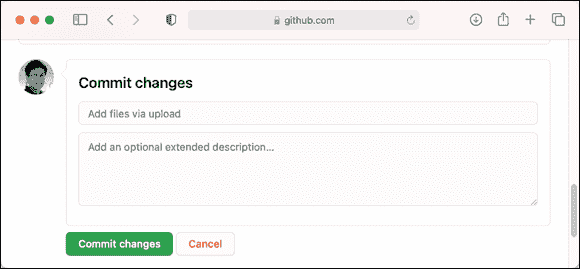 github.com
Commit changes
Add files via upload
Add an optional extended description...
Commit changes Cancel